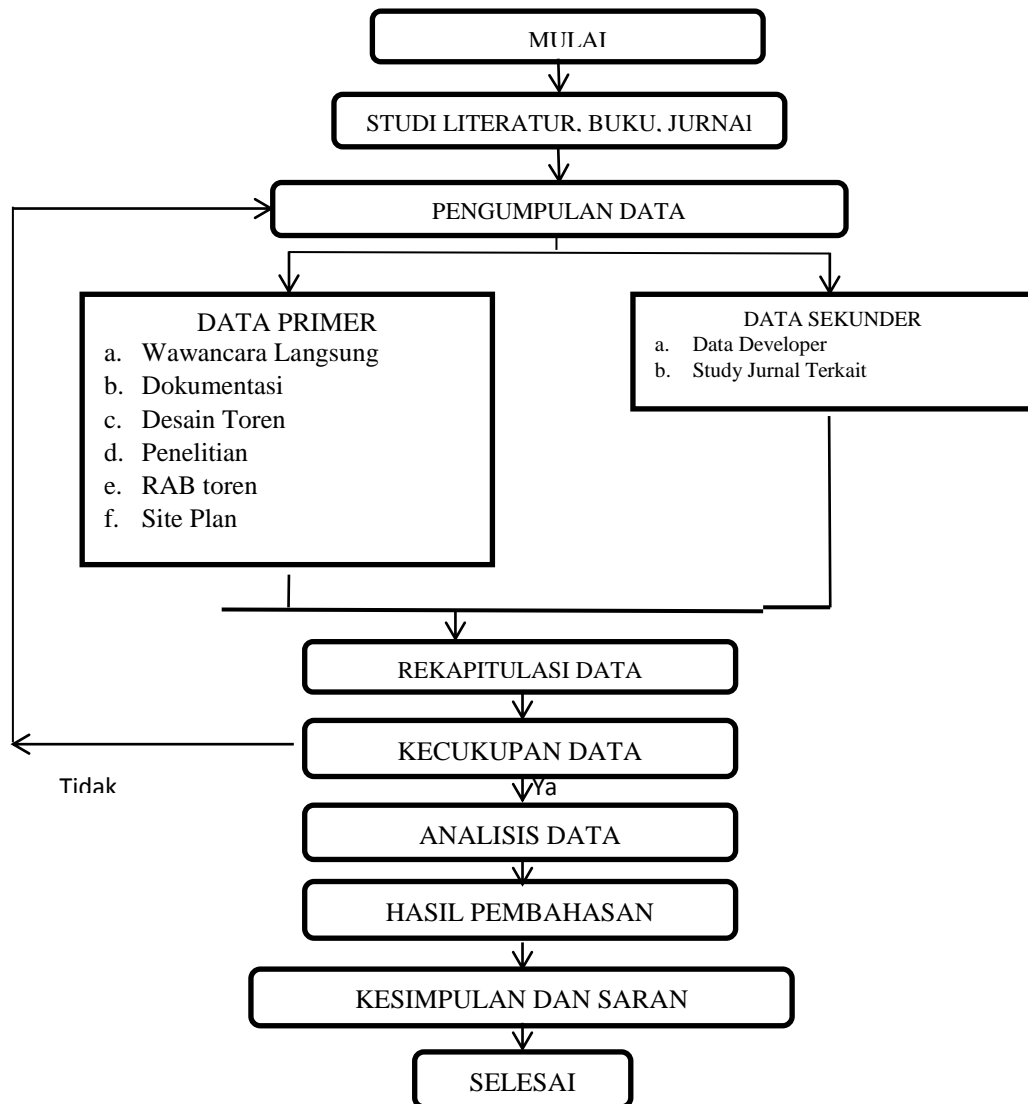 MULAI
STUDI LITERATUR, BUKU, JURNAl
PENGUMPULAN DATA
DATA PRIMER
a. Wawancara Langsung
b. Dokumentasi
c. Desain Toren
d. Penelitian
e. RAB toren
f. Site Plan
DATA SEKUNDER
a. Data Developer
b. Study Jurnal Terkait
REKAPITULASI DATA
KECUKUPAN DATA
Tidak
Ya
ANALISIS DATA
HASIL PEMBAHASAN
KESIMPULAN DAN SARAN
SELESAI